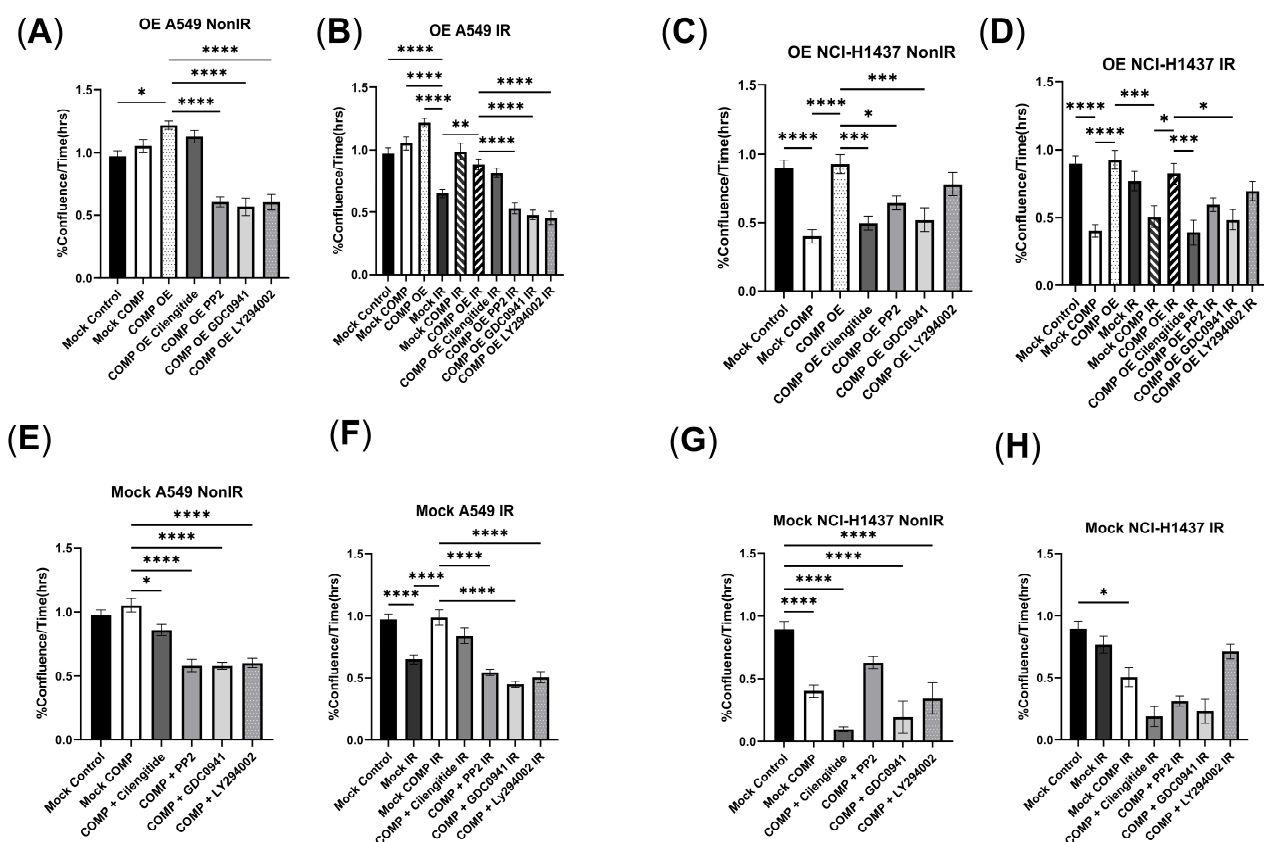 (A)
OE A549 NonIR
****
****
* ****
%Confluence/Time(hrs)
1.5
1.0
0.5
0.0
Mock Control
Mock COMP
COMP OE
COMP OE Cilengitide
COMP OE PP2
COMP OE GDC0941
COMP OE LY294002
(B)
OE A549 IR
****
**** ****
**** ****
** ****
%Confluence/Time(hrs)
1.5
1.0
0.5
0.0
Mock Control
Mock COMP
COMP OE
Mock IR
Mock COMP IR
COMP OE IR
COMP OE Cilengitide IR
COMP OE PP2 IR
COMP OE GDC0941 IR
COMP OE LY294002 IR
(C)
OE NCI-H1437 NonIR
***
**** *
**** ***
%Confluence/Time(hrs)
1.5
1.0
0.5
0.0
Mock Control
Mock COMP
COMP OE
COMP OE Cilengitide
COMP OE PP2
COMP OE GDC0941
COMP OE LY294002
(D)
OE NCI-H1437 IR
*** *
**** *
**** ***
%Confluence/Time(hrs)
1.5
1.0
0.5
0.0
Mock Control
Mock COMP
COMP OE
Mock IR
Mock COMP IR
COMP OE IR
COMP OE Cilengitide IR
COMP OE PP2 IR
COMP OE GDC0941 IR
COMP OE LY294002 IR
(E)
Mock A549 NonIR
****
****
****
*
%Confluence/Time(hrs)
1.5
1.0
0.5
0.0
Mock Control
Mock COMP
COMP + Cilengitide
COMP + PP2
COMP + GDC0941
COMP + LY294002
(F)
Mock A549 IR
****
****
****
**** ****
%Confluence/Time(hrs)
1.5
1.0
0.5
0.0
Mock Control
Mock IR
Mock COMP IR
COMP + Cilengitide IR
COMP + PP2 IR
COMP + GDC0941 IR
COMP + Ly294002 IR
(G)
Mock NCI-H1437 NonIR
****
****
****
****
%Confluence/Time(hrs)
1.5
1.0
0.5
0.0
Mock Control
Mock COMP
COMP + Cilengitide
COMP + PP2
COMP + GDC0941
COMP + LY294002
(H)
Mock NCI-H1437 IR
*
%Confluence/Time(hrs)
1.5
1.0
0.5
0.0
Mock Control
Mock IR
Mock COMP IR
COMP + Cilengitide IR
COMP + PP2 IR
COMP + GDC0941 IR
COMP + LY294002 IR